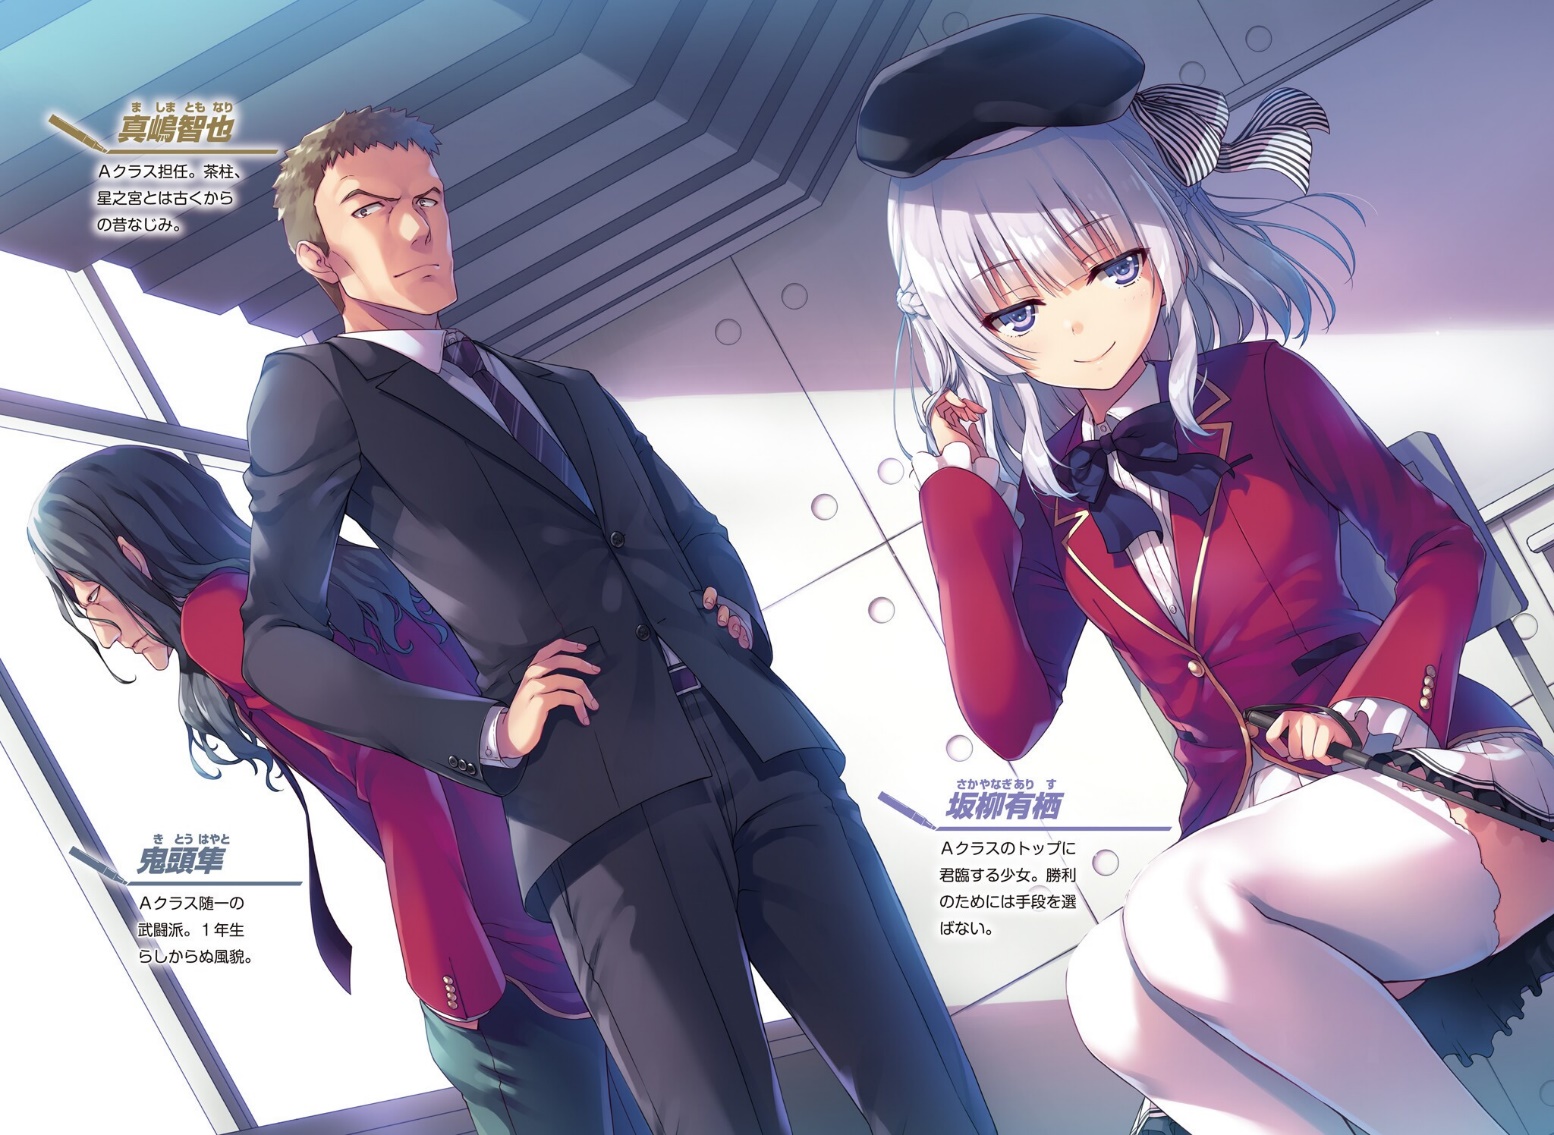 ま しま とも なり
真嶋智也
Aクラス担任。茶柱、
星之宮とは古くから
の昔なじみ。
き とう はやと
鬼頭隼
Aクラス随一の
武闘派。1年生
らしからぬ風貌。
さかやなぎあり す
坂柳有栖
Aクラスのトップに
君臨する少女。勝利
のためには手段を選
ばない。